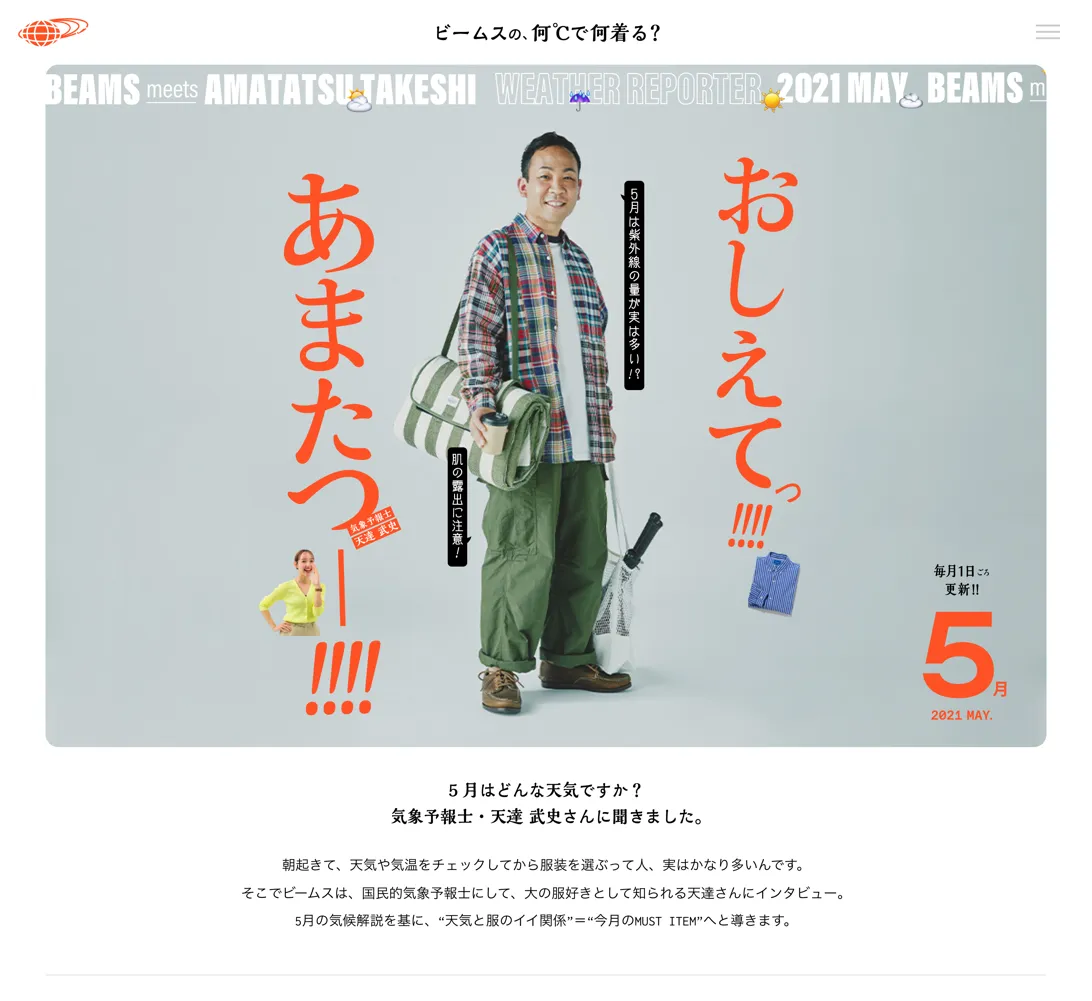 ビームスの、何℃で何着る?
BEAMS meets AMATATSU TAKESHI WEATHER REPORTER 2021 MAY. BEAMS m
おしえてっ!!!!
あまたつー!!!!
5月は紫外線の量が実は多い!?
肌の露出に注意!
気象予報士
天達 武史
毎月1日ごろ
更新!!
5月
2021 MAY.
5月はどんな天気ですか?
気象予報士・天達 武史さんに聞きました。
朝起きて、天気や気温をチェックしてから服装を選ぶって人、実はかなり多いんです。
そこでビームスは、国民的気象予報士にして、大の服好きとして知られる天達さんにインタビュー。
5月の気候解説を基に、“天気と服のイイ関係”=“今月のMUST ITEM”へと導きます。